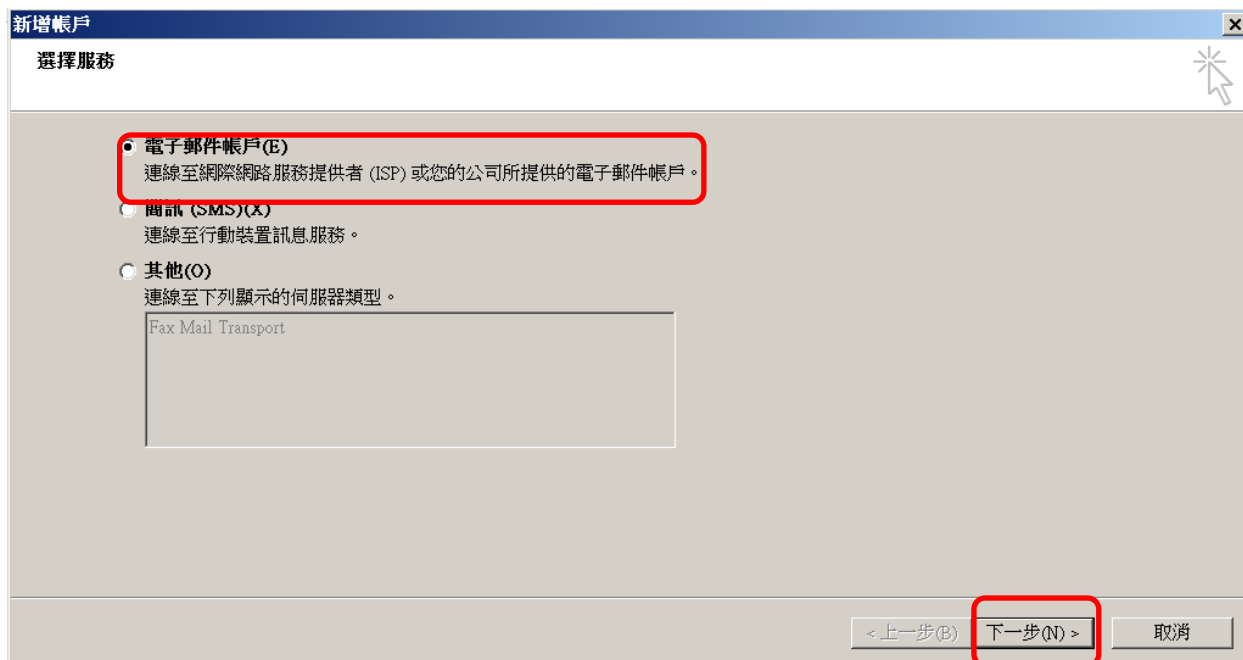 新增帳戶
選擇服務
電子郵件帳戶(E)
連線至網際網路服務提供者 (ISP) 或您的公司所提供的電子郵件帳戶。
簡訊 (SMS)(X)
連線至行動裝置訊息服務。
其他(O)
連線至下列顯示的伺服器類型。
Fax Mail Transport
< 上一步(B) 下一步(N) > 取消